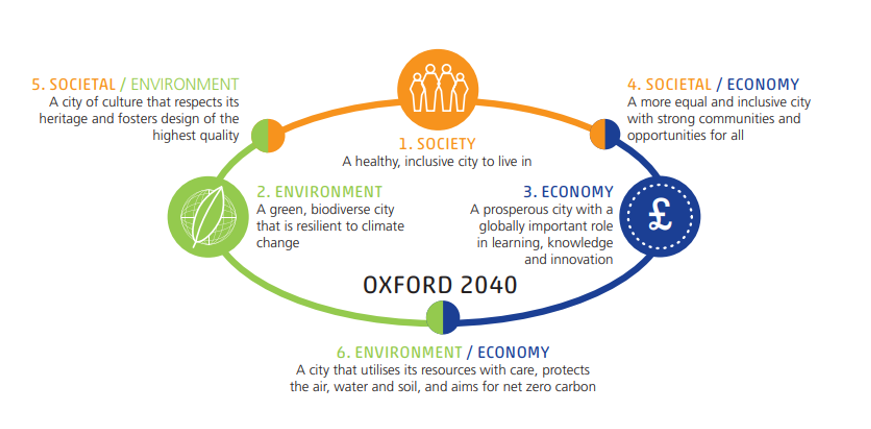 5. SOCIETAL / ENVIRONMENT
A city of culture that respects its
heritage and fosters design of the
highest quality
4. SOCIETAL / ECONOMY
A more equal and inclusive city
with strong communities and
opportunities for all
1. SOCIETY
A healthy, inclusive city to live in
2. ENVIRONMENT
A green, biodiverse city
that is resilient to climate
change
3. ECONOMY
A prosperous city with a
globally important role
in learning, knowledge
and innovation
£
OXFORD 2040
6. ENVIRONMENT / ECONOMY
A city that utilises its resources with care, protects
the air, water and soil, and aims for net zero carbon